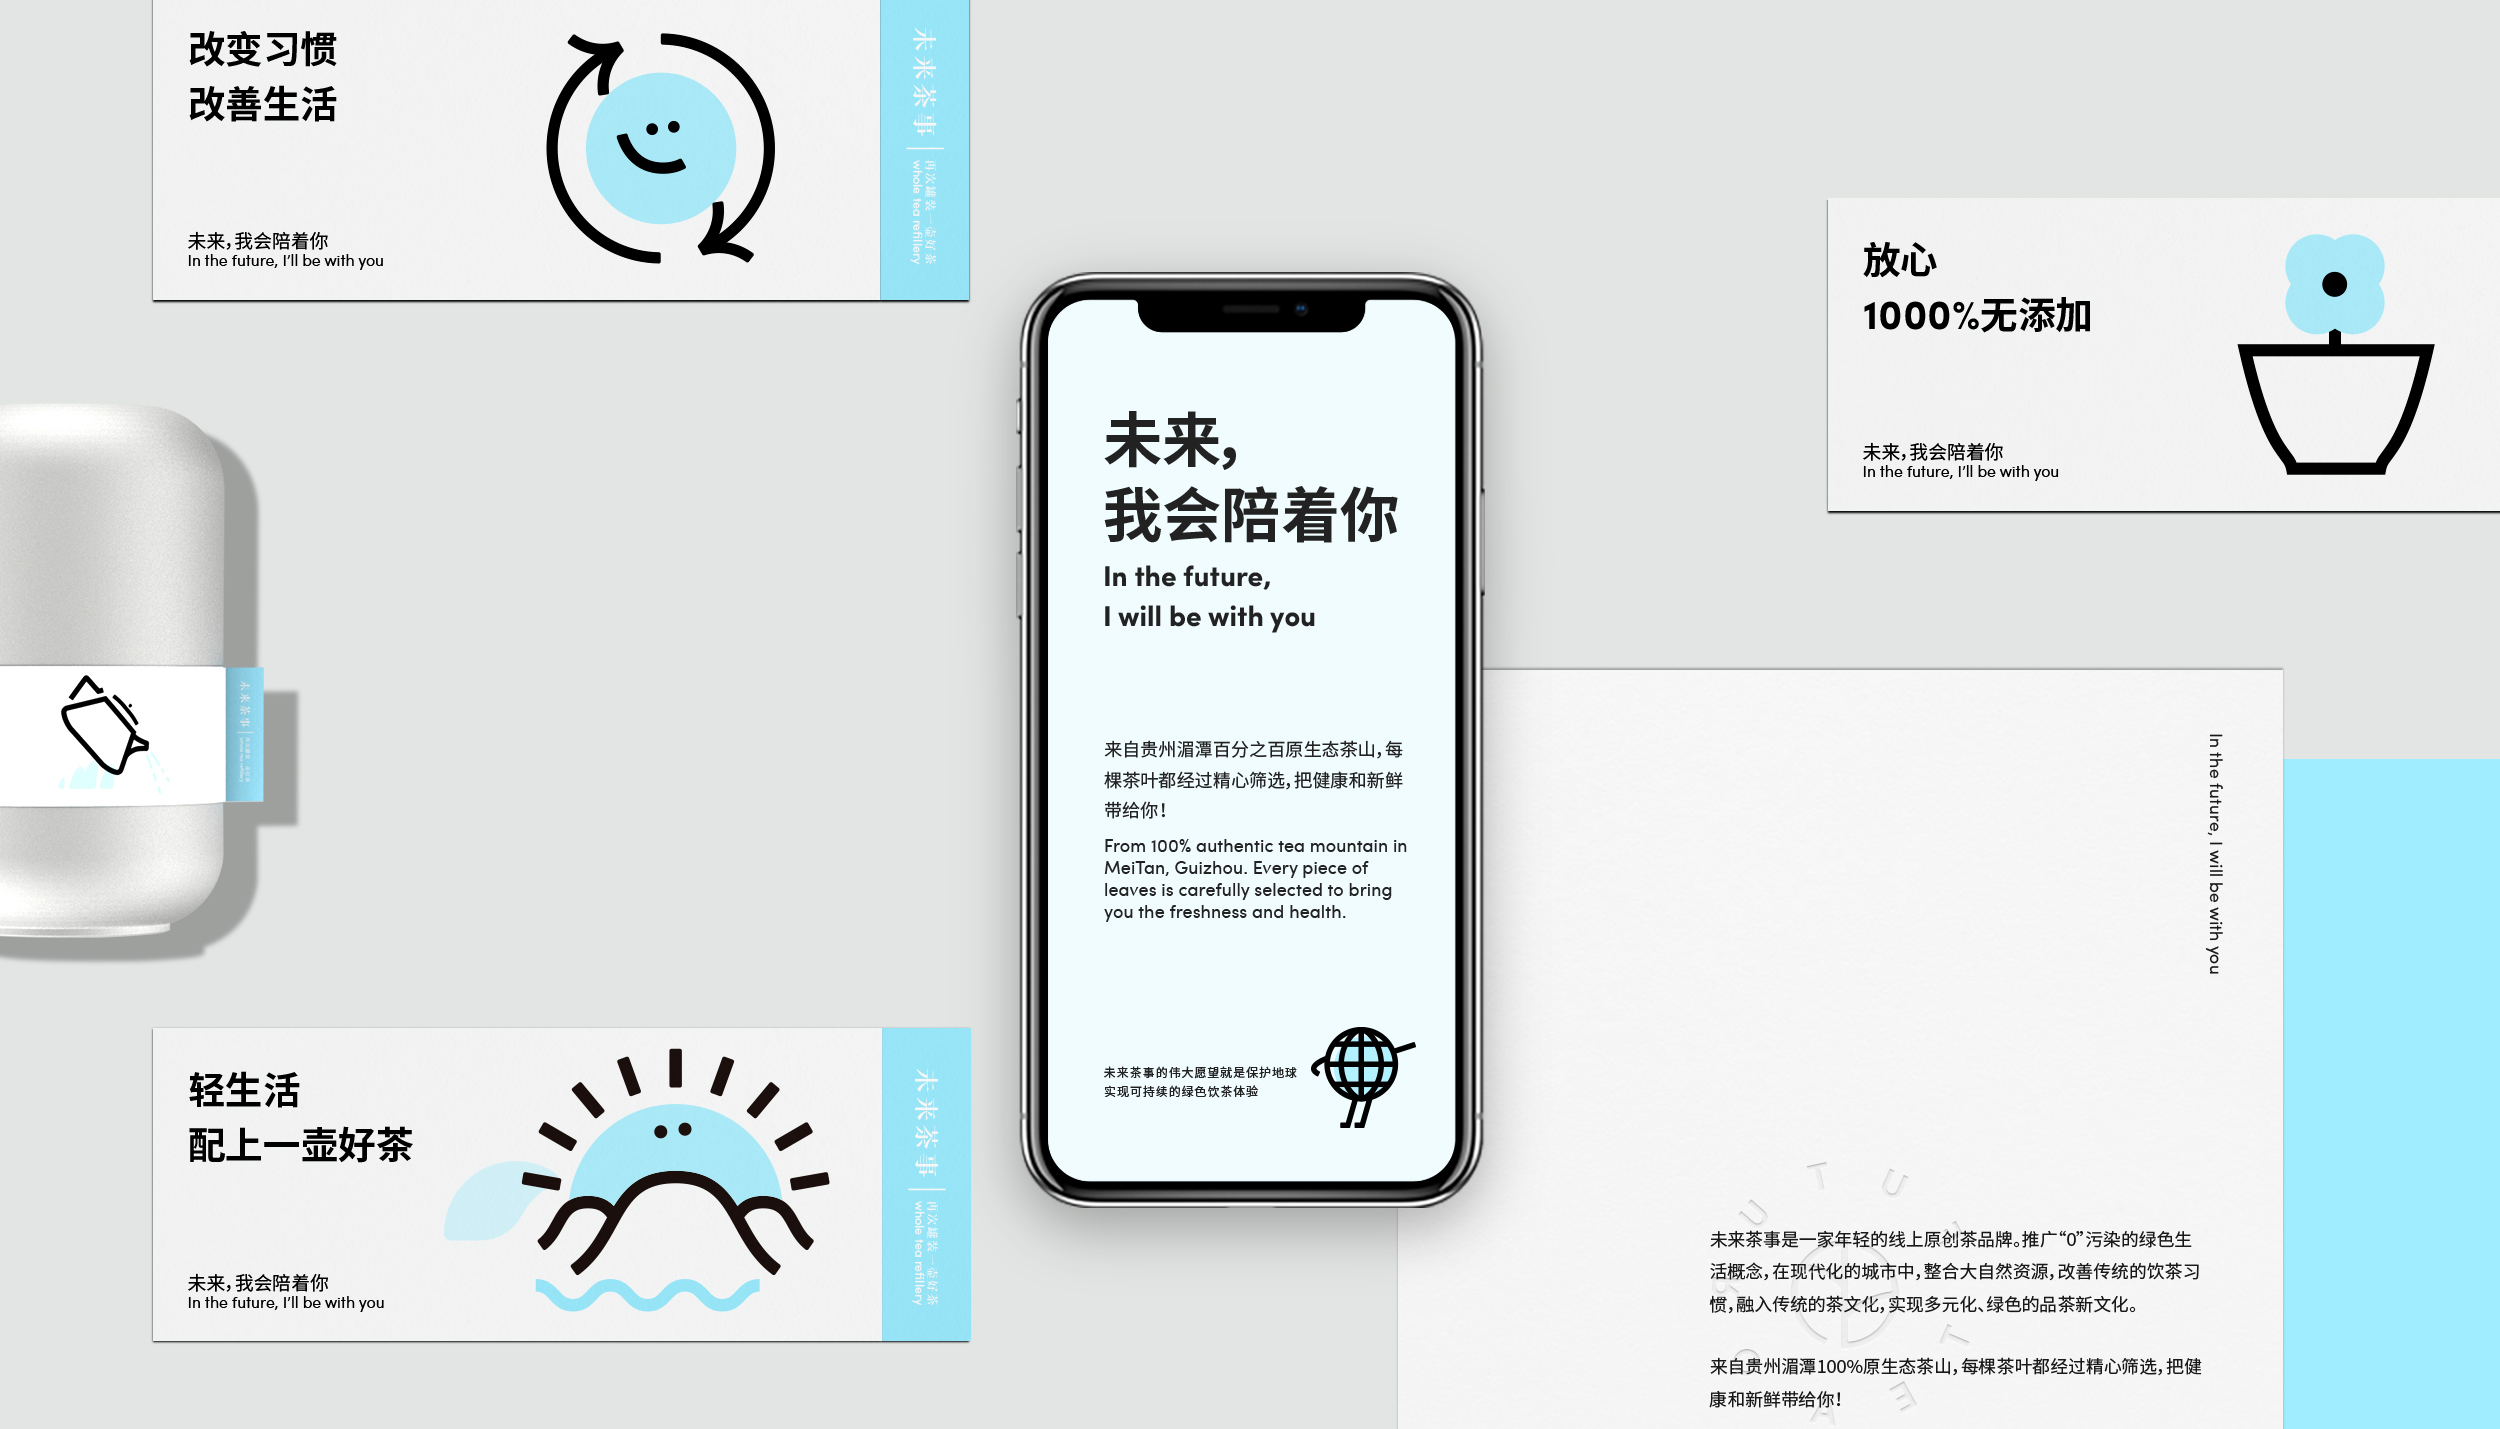 改变习惯
改善生活
未来，我会陪着你
In the future, I'll be with you
未来茶事
再次罐装一壶好茶
whole tea refillery
放心
1000%无添加
未来，我会陪着你
In the future, I'll be with you
未来，
我会陪着你
In the future,
I will be with you
来自贵州湄潭百分之百原生态茶山，每
棵茶叶都经过精心筛选，把健康和新鲜
带给你！
From 100% authentic tea mountain in
MeiTan, Guizhou. Every piece of
leaves is carefully selected to bring
you the freshness and health.
未来茶事的伟大愿望就是保护地球
实现可持续的绿色饮茶体验
未来茶事
轻生活
配上一壶好茶
未来，我会陪着你
In the future, I'll be with you
未来茶事
再次罐装一壶好茶
whole tea refillery
In the future, I will be with you
未来茶事是一家年轻的线上原创茶品牌。推广“0”污染的绿色生
活概念，在现代化的城市中，整合大自然资源，改善传统的饮茶习
惯，融入传统的茶文化，实现多元化、绿色的品茶新文化。
来自贵州湄潭100%原生态茶山，每棵茶叶都经过精心筛选，把健
康和新鲜带给你！